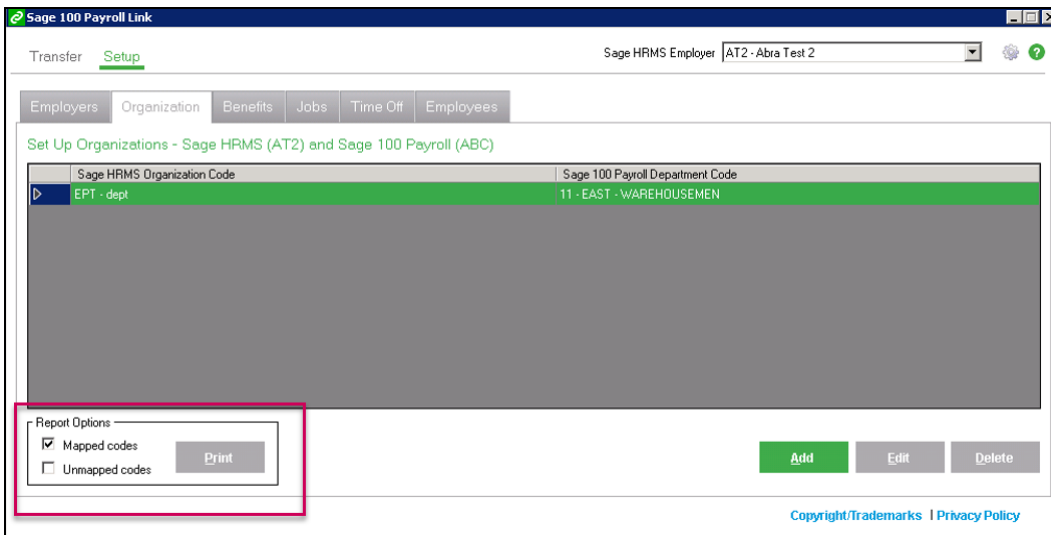 Sage 100 Payroll Link
Transfer Setup Sage HRMS Employer AT2 - Abra Test 2
Employers Organization Benefits Jobs Time Off Employees
Set Up Organizations - Sage HRMS (AT2) and Sage 100 Payroll (ABC)
Sage HRMS Organization Code Sage 100 Payroll Department Code
EPT - dept 11 - EAST - WAREHOUSEMEN
Report Options
Mapped codes
Unmapped codes
Print
Add Edit Delete
Copyright/Trademarks | Privacy Policy